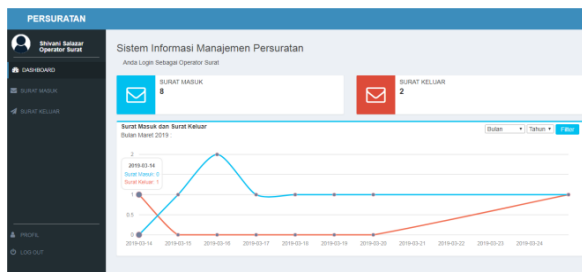 PERSURATAN
Shivani Salazar
Operator Surat
DASHBOARD
SURAT MASUK
SURAT KELUAR
PROFIL
LOG OUT
Sistem Informasi Manajemen Persuratan
Anda Login Sebagai Operator Surat
SURAT MASUK
8
SURAT KELUAR
2
Surat Masuk dan Surat Keluar
Bulan Maret 2019
Bulan
Tahun
Filter
2
2019-03-14
Surat Masuk: 0
Surat Keluar: 1
1
0.5
0
2019-03-14 2019-03-15 2019-03-16 2019-03-17 2019-03-18 2019-03-19 2019-03-20 2019-03-21 2019-03-22 2019-03-23 2019-03-24